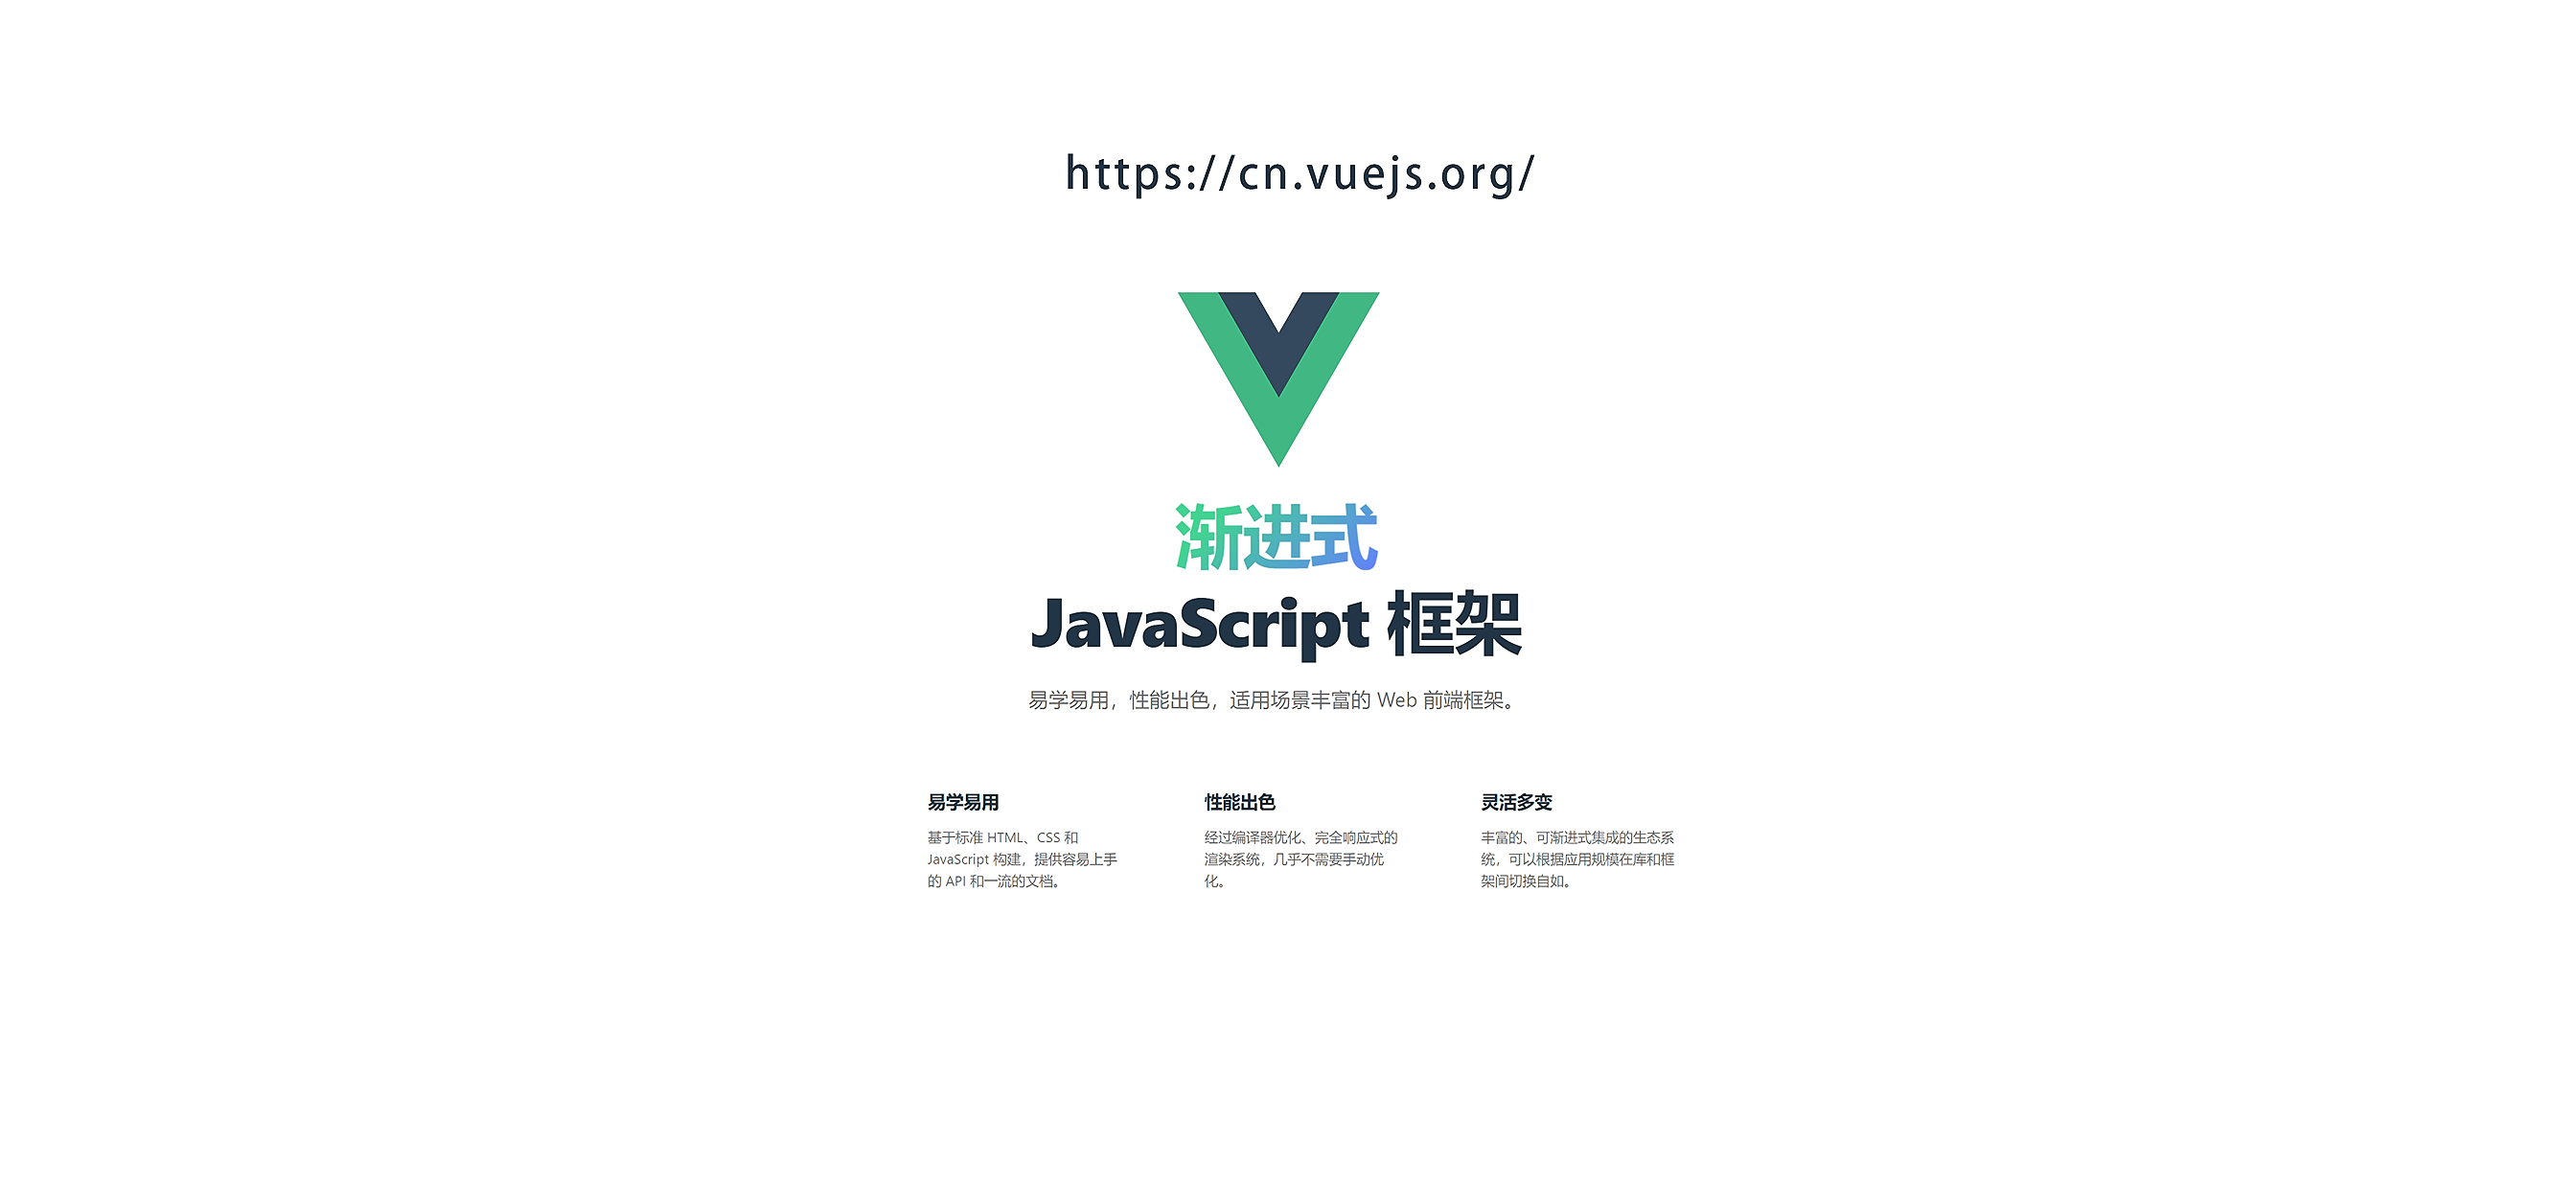 https://cn.vuejs.org/
渐进式
JavaScript 框架
易学易用，性能出色，适用场景丰富的 Web 前端框架。
易学易用
基于标准 HTML、CSS 和
JavaScript 构建，提供容易上手
的 API 和一流的文档。
性能出色
经过编译器优化、完全响应式的
渲染系统，几乎不需要手动优
化。
灵活多变
丰富的、可渐进式集成的生态系
统，可以根据应用规模在库和框
架间切换自如。